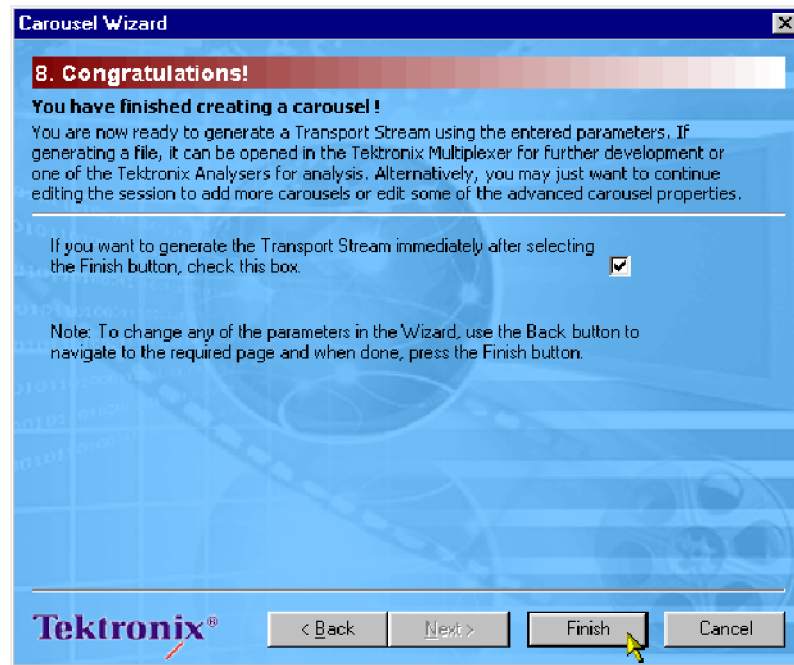 Carousel Wizard
8. Congratulations!
You have finished creating a carousel !
You are now ready to generate a Transport Stream using the entered parameters. If
generating a file, it can be opened in the Tektronix Multiplexer for further development or
one of the Tektronix Analysers for analysis. Alternatively, you may just want to continue
editing the session to add more carousels or edit some of the advanced carousel properties.
If you want to generate the Transport Stream immediately after selecting
the Finish button, check this box.
Note: To change any of the parameters in the Wizard, use the Back button to
navigate to the required page and when done, press the Finish button.
Tektronix®
< Back
Next >
Finish
Cancel